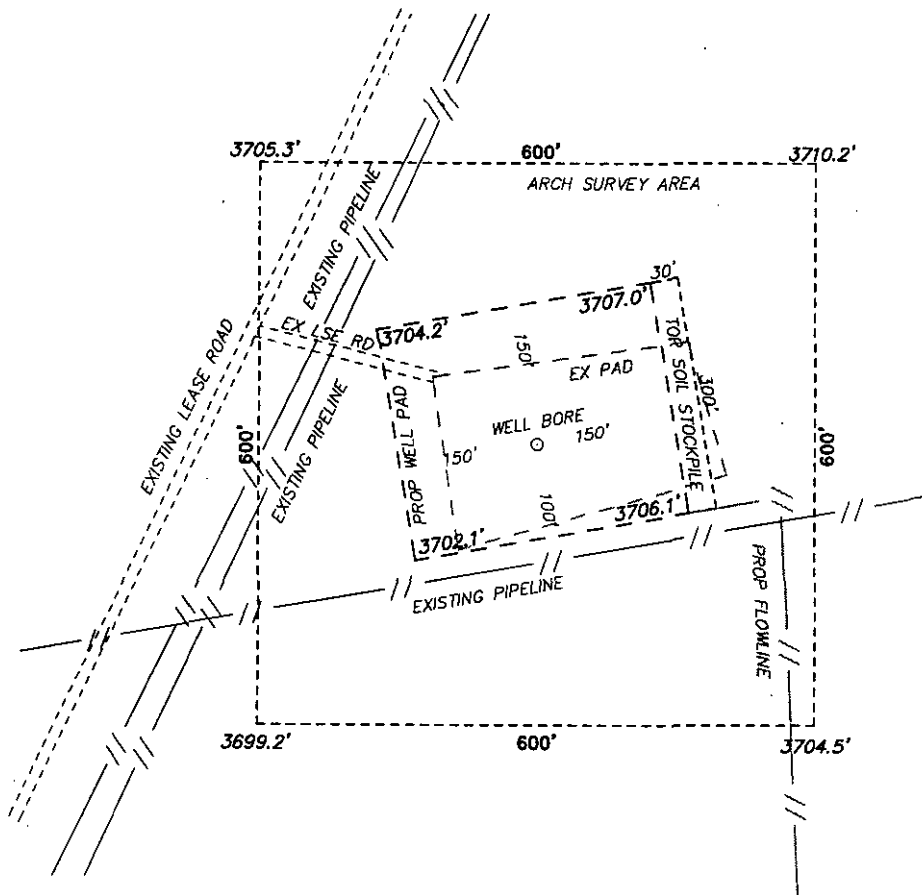 3705.3'
600'
3710.2'
ARCH SURVEY AREA
EXISTING PIPELINE
30'
3707.0'
3704.2'
EX LSE RD
150'
EX PAD
TOP SOIL STOCKPILE
300'
EXISTING LEASE ROAD
PROP WELL PAD
WELL BORE
150'
150'
600'
600'
EXISTING PIPELINE
100'
3706.1'
3702.1'
EXISTING PIPELINE
PROP FLOWLINE
3699.2'
600'
3704.5'